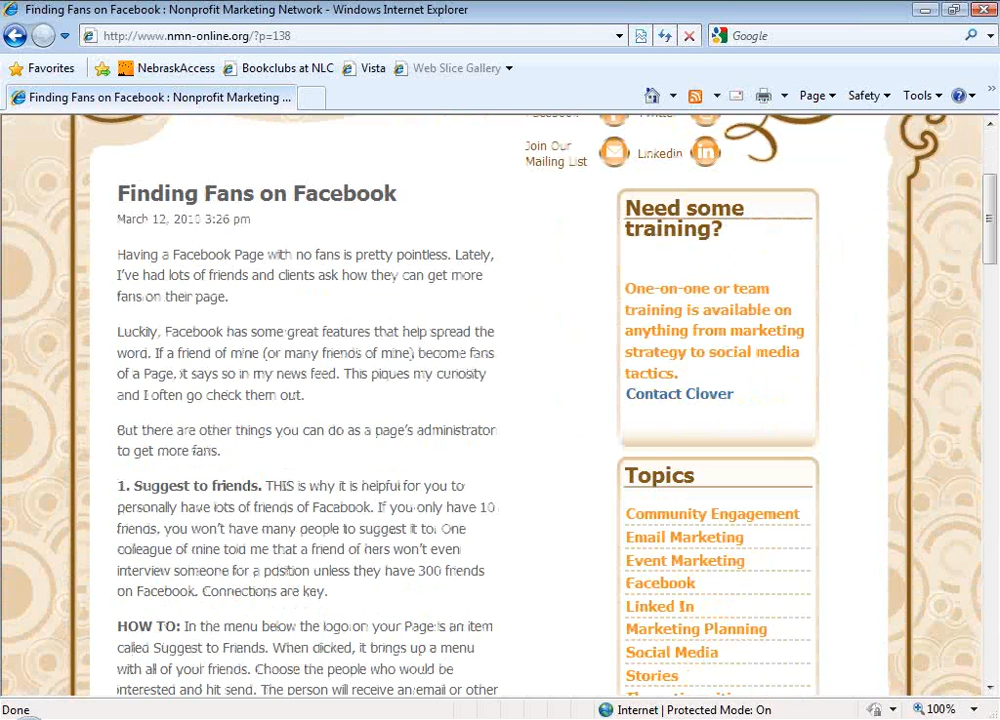 Finding Fans on Facebook : Nonprofit Marketing Network - Windows Internet Explorer
http://www.nmn-online.org/?p=138
Google
Favorites
NebraskAccess
Bookclubs at NLC
Vista
Web Slice Gallery
Finding Fans on Facebook : Nonprofit Marketing ...
Page
Safety
Tools
Join Our
Mailing List
Linkedin
Finding Fans on Facebook
March 12, 2010 3:26 pm
Having a Facebook Page with no fans is pretty pointless. Lately,
I've had lots of friends and clients ask how they can get more
fans on their page.
Luckily, Facebook has some great features that help spread the
word. If a friend of mine (or many friends of mine) become fans
of a Page, it says so in my news feed. This piques my curiosity
and I often go check them out.
But there are other things you can do as a page's administrator
to get more fans.
1. Suggest to friends. THIS is why it is helpful for you to
personally have lots of friends of Facebook. If you only have 10
friends, you won't have many people to suggest it to. One
colleague of mine told me that a friend of hers won't even
interview someone for a position unless they have 300 friends
on Facebook. Connections are key.
HOW TO: In the menu below the logo on your Page is an item
called Suggest to Friends. When clicked, it brings up a menu
with all of your friends. Choose the people who would be
interested and hit send. The person will receive an email or other
Need some
training?
One-on-one or team
training is available on
anything from marketing
strategy to social media
tactics.
Contact Clover
Topics
Community Engagement
Email Marketing
Event Marketing
Facebook
Linked In
Marketing Planning
Social Media
Stories
Done
Internet | Protected Mode: On
100%